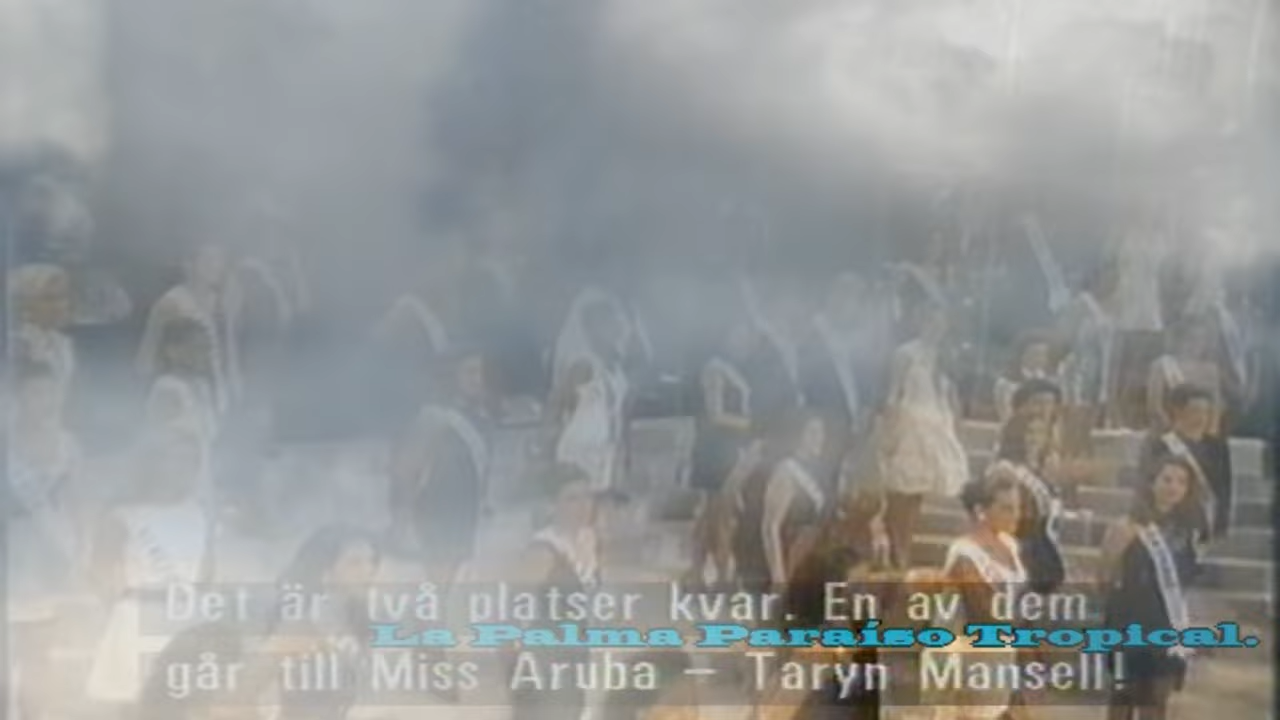 Det är två platser kvar. En av dem
La Palma Paraíso Tropical.
går till Miss Aruba – Taryn Mansell!